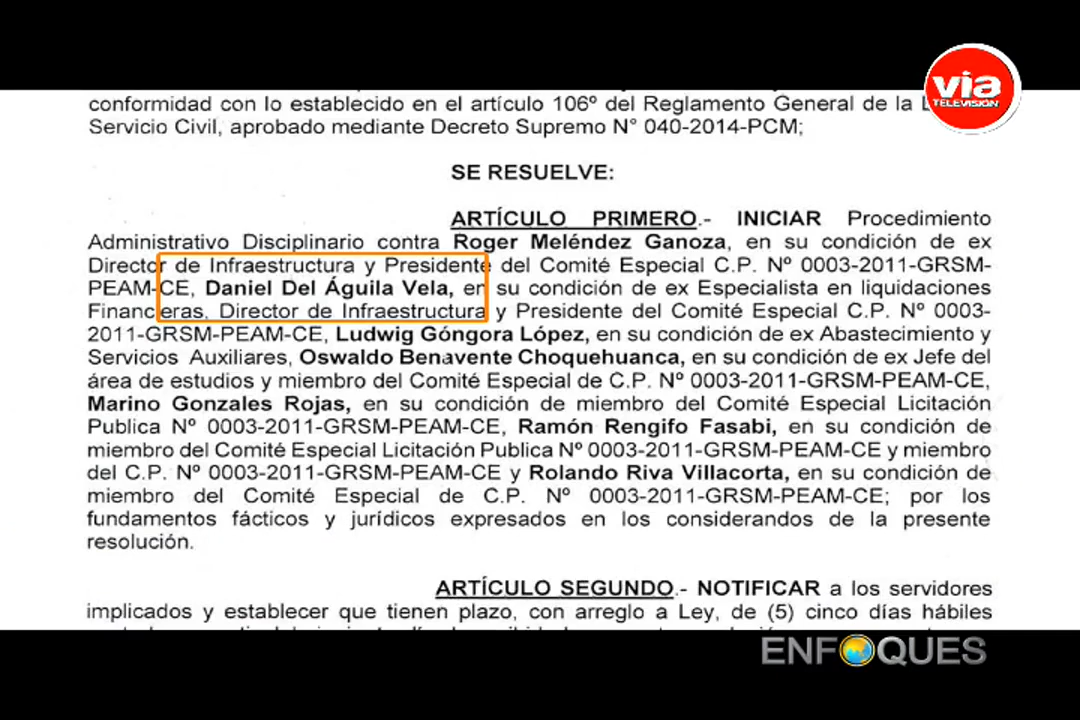 via
TELEVISIÓN
conformidad con lo establecido en el artículo 106º del Reglamento General de la
Servicio Civil, aprobado mediante Decreto Supremo N° 040-2014-PCM;
SE RESUELVE:
ARTÍCULO PRIMERO.- INICIAR Procedimiento
Administrativo Disciplinario contra Roger Meléndez Ganoza, en su condición de ex
Director de Infraestructura y Presidente del Comité Especial C.P. Nº 0003-2011-GRSM-
PEAM-CE, Daniel Del Águila Vela, en su condición de ex Especialista en liquidaciones
Financieras, Director de Infraestructura y Presidente del Comité Especial C.P. Nº 0003-
2011-GRSM-PEAM-CE, Ludwig Góngora López, en su condición de ex Abastecimiento y
Servicios Auxiliares, Oswaldo Benavente Choquehuanca, en su condición de ex Jefe del
área de estudios y miembro del Comité Especial de C.P. Nº 0003-2011-GRSM-PEAM-CE,
Marino Gonzales Rojas, en su condición de miembro del Comité Especial Licitación
Publica Nº 0003-2011-GRSM-PEAM-CE, Ramón Rengifo Fasabi, en su condición de
miembro del Comité Especial Licitación Publica Nº 0003-2011-GRSM-PEAM-CE y miembro
del C.P. Nº 0003-2011-GRSM-PEAM-CE y Rolando Riva Villacorta, en su condición de
miembro del Comité Especial de C.P. Nº 0003-2011-GRSM-PEAM-CE; por los
fundamentos fácticos y jurídicos expresados en los considerandos de la presente
resolución.
ARTÍCULO SEGUNDO.- NOTIFICAR a los servidores
implicados y establecer que tienen plazo, con arreglo a Ley, de (5) cinco días hábiles
ENFOQUES